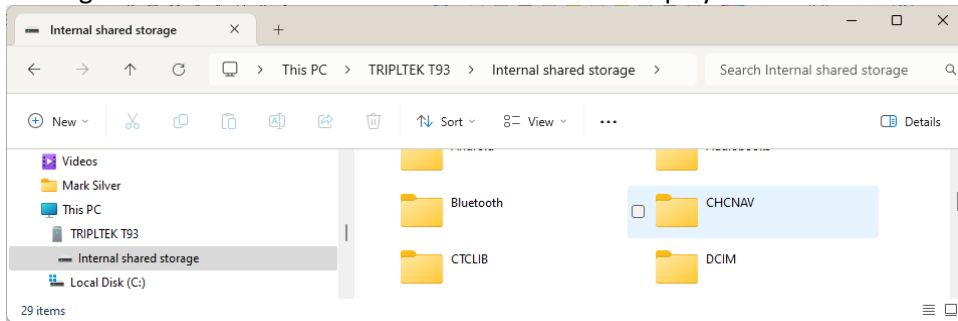 Internal shared storage
This PC > TRIPLTEK T93 > Internal shared storage > Search Internal shared storage
New Sort View ... Details
Videos
Mark Silver
This PC
TRIPLTEK T93
Internal shared storage
Local Disk (C:)
Bluetooth
CHCNAV
CTCLIB
DCIM
29 items